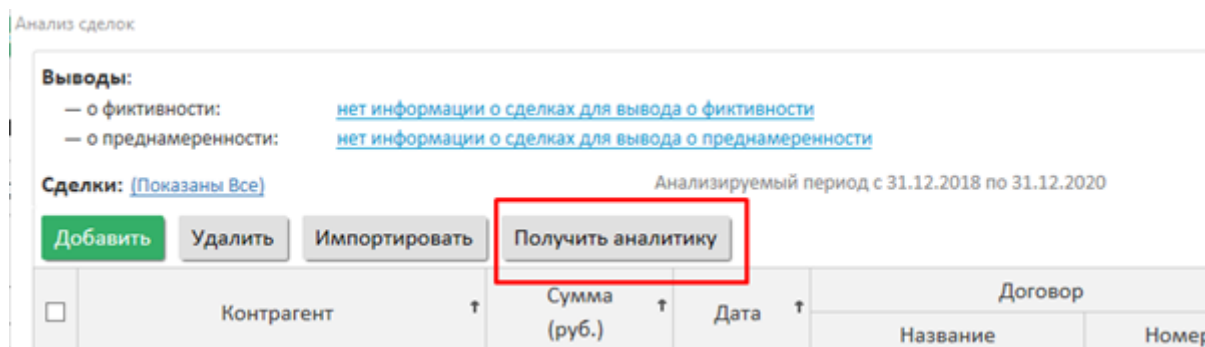 Анализ сделок
Выводы:
— о фиктивности: нет информации о сделках для вывода о фиктивности
— о преднамеренности: нет информации о сделках для вывода о преднамеренности
Сделки: (Показаны Все) Анализируемый период с 31.12.2018 по 31.12.2020
Добавить Удалить Импортировать Получить аналитику
Контрагент ↑ Сумма (руб.) ↑ Дата ↑ Договор
Название Номер